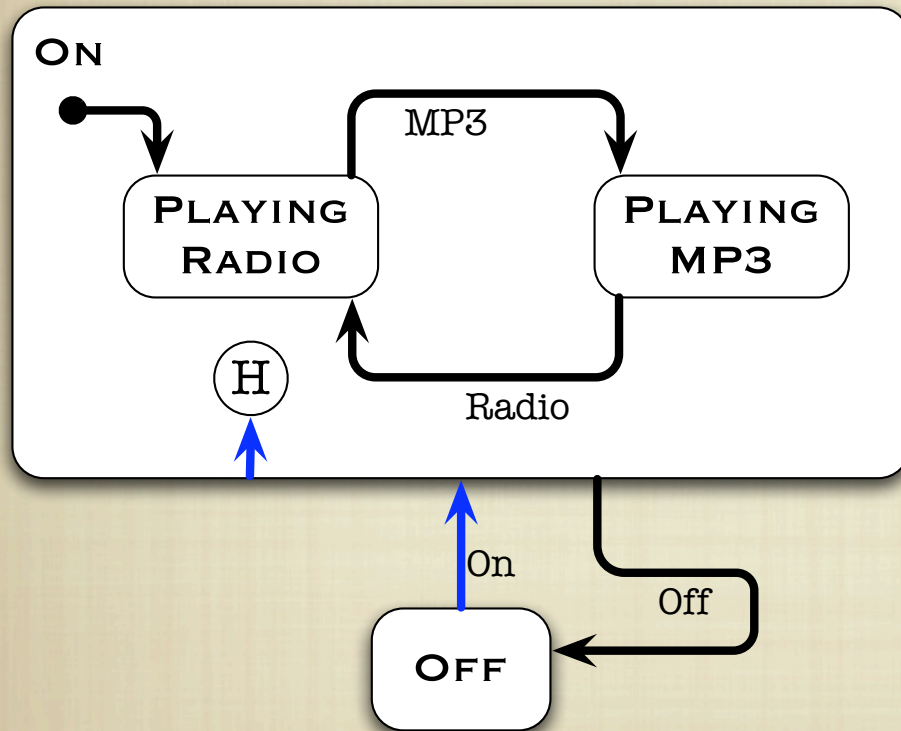 On
MP3
Playing
Radio
Playing
MP3
H
Radio
On
Off
Off